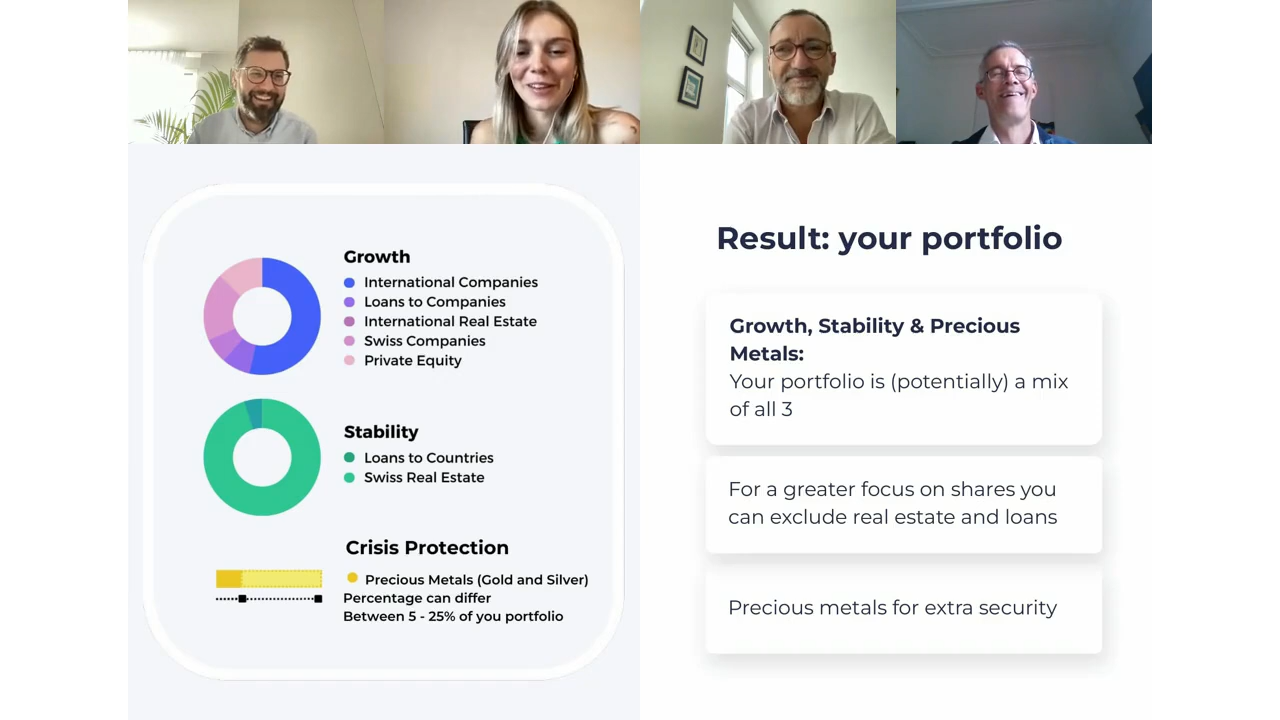 Growth
International Companies
Loans to Companies
International Real Estate
Swiss Companies
Private Equity
Stability
Loans to Countries
Swiss Real Estate
Crisis Protection
Precious Metals (Gold and Silver)
Percentage can differ
Between 5 - 25% of you portfolio
Result: your portfolio
Growth, Stability & Precious
Metals:
Your portfolio is (potentially) a mix
of all 3
For a greater focus on shares you
can exclude real estate and loans
Precious metals for extra security